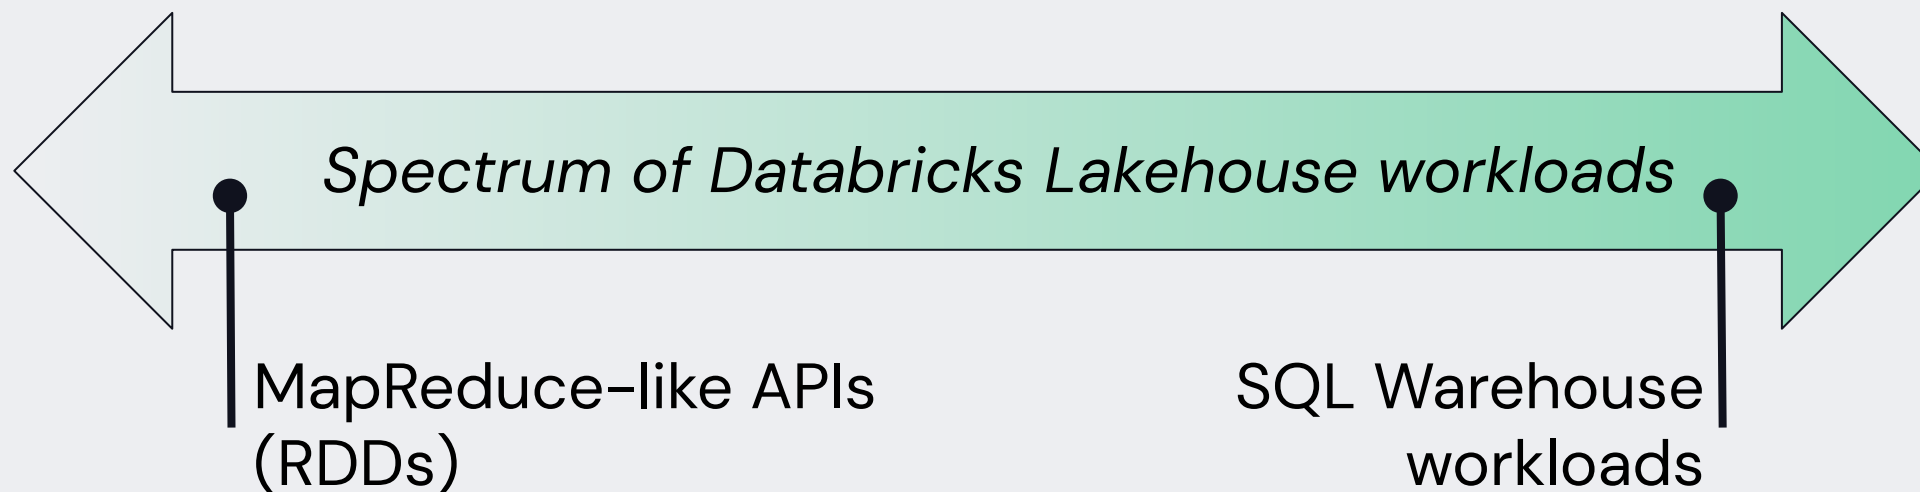 Spectrum of Databricks Lakehouse workloads
MapReduce-like APIs
(RDDs)
SQL Warehouse
workloads